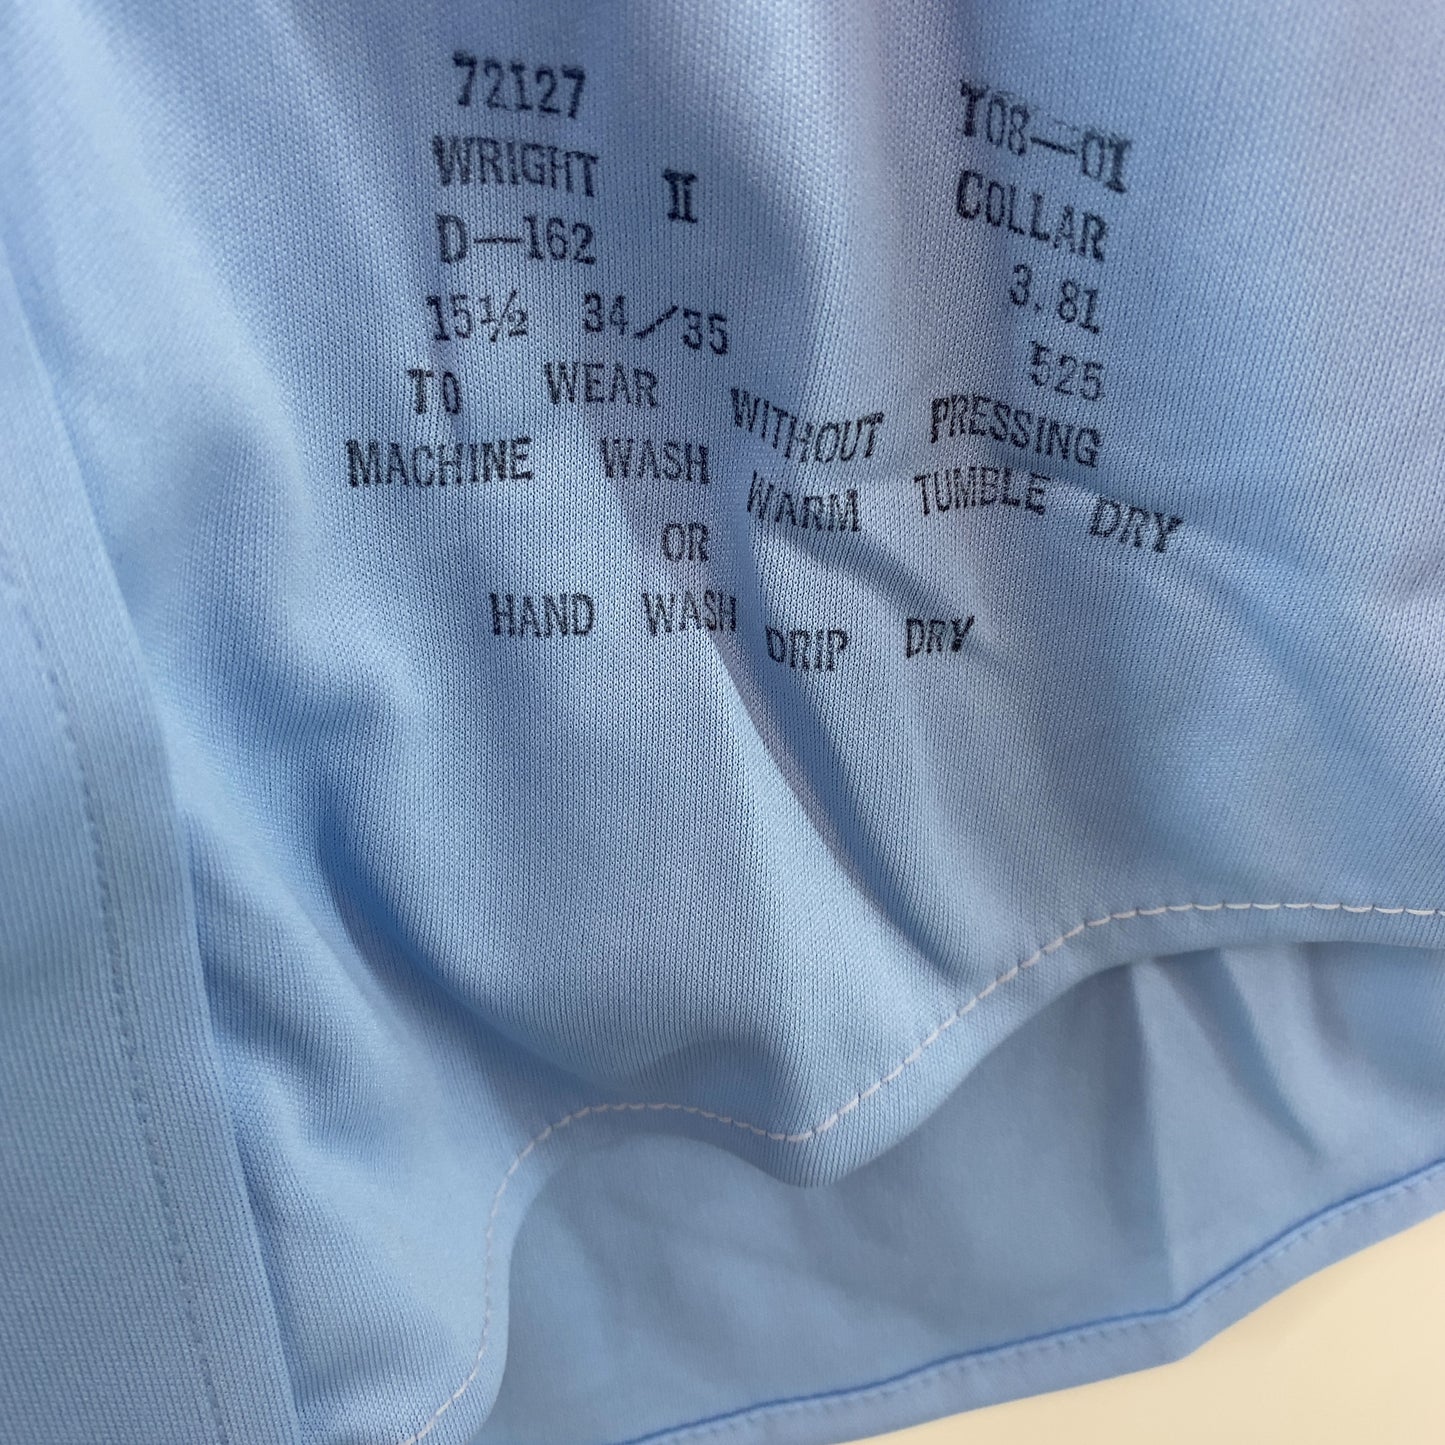 72127 T08—01
WRIGHT II COLLAR
D—162 3.81
15½ 34/35 525
TO WEAR WITHOUT PRESSING
MACHINE WASH WARM TUMBLE DRY
OR
HAND WASH DRIP DRY